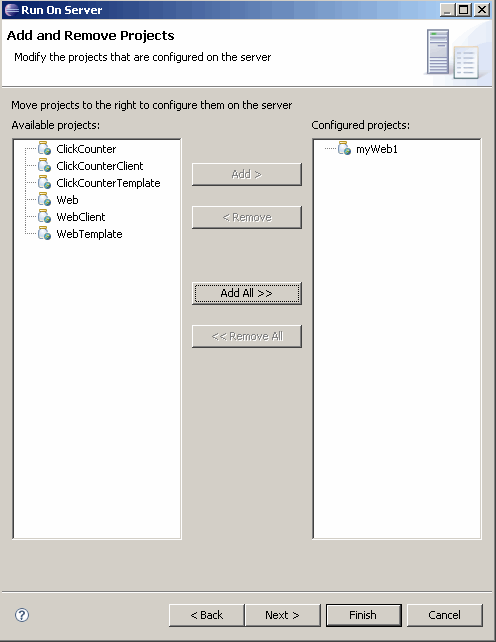 Run On Server
Add and Remove Projects
Modify the projects that are configured on the server
Move projects to the right to configure them on the server
Available projects:
Configured projects:
ClickCounter
ClickCounterClient
ClickCounterTemplate
Web
WebClient
WebTemplate
Add >
< Remove
Add All >>
<< Remove All
myWeb1
?
< Back
Next >
Finish
Cancel